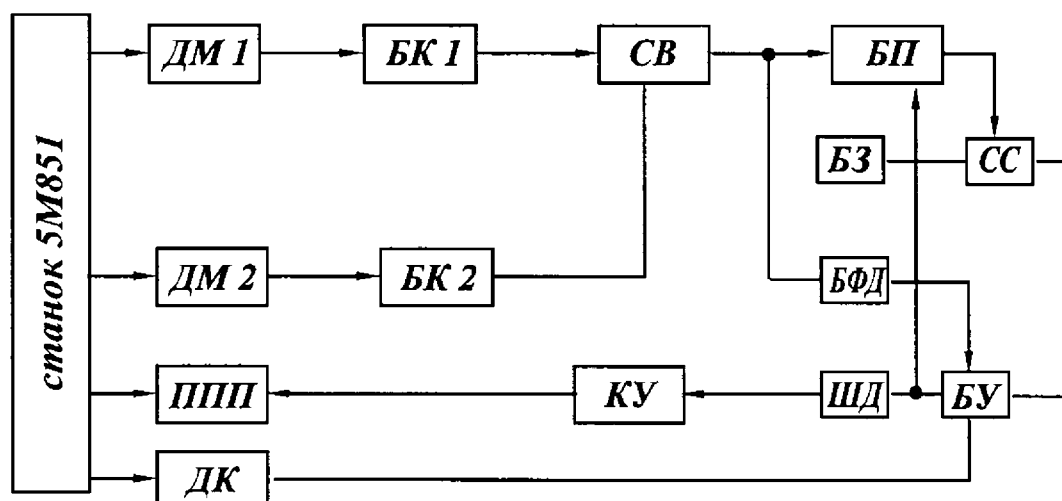 станок 5М851
ДМ 1
БК 1
СВ
БП
БЗ
СС
ДМ 2
БК 2
БФД
ППП
КУ
ШД
БУ
ДК